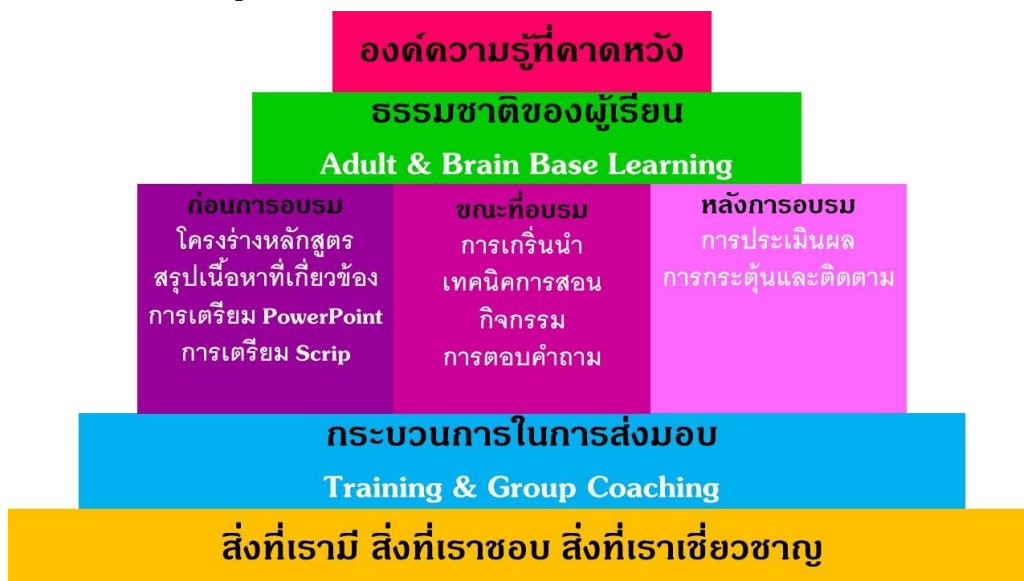 องค์ความรู้ที่คาดหวัง
ธรรมชาติของผู้เรียน
Adult & Brain Base Learning
ก่อนการอบรม
โครงร่างหลักสูตร
สรุปเนื้อหาที่เกี่ยวข้อง
การเตรียม PowerPoint
การเตรียม Scrip
ขณะที่อบรม
การเกริ่นนำ
เทคนิคการสอน
กิจกรรม
การตอบคำถาม
หลังการอบรม
การประเมินผล
การกระตุ้นและติดตาม
กระบวนการในการส่งมอบ
Training & Group Coaching
สิ่งที่เรามี สิ่งที่เราชอบ สิ่งที่เราเชี่ยวชาญ